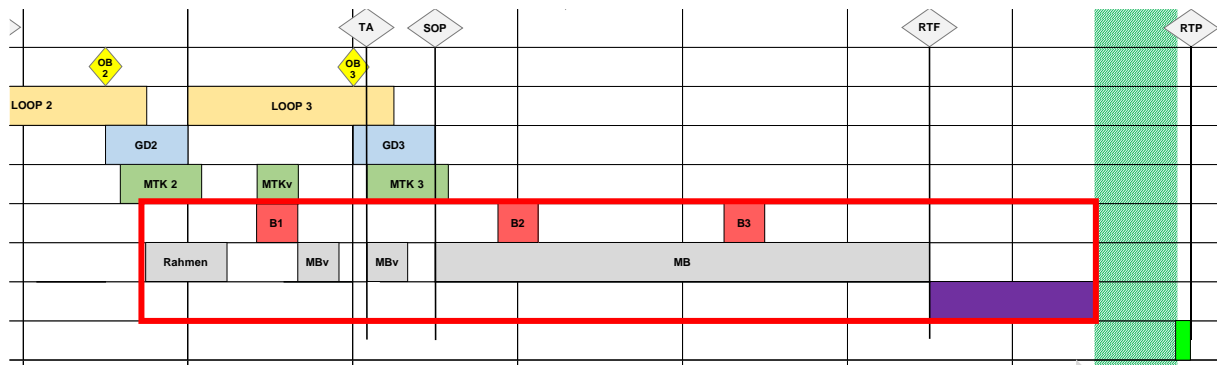 TA
SOP
RTF
RTP
OB
2
OB
3
LOOP 2
LOOP 3
GD2
GD3
MTK 2
MTKv
MTK 3
B1
B2
B3
Rahmen
MBv
MBv
MB